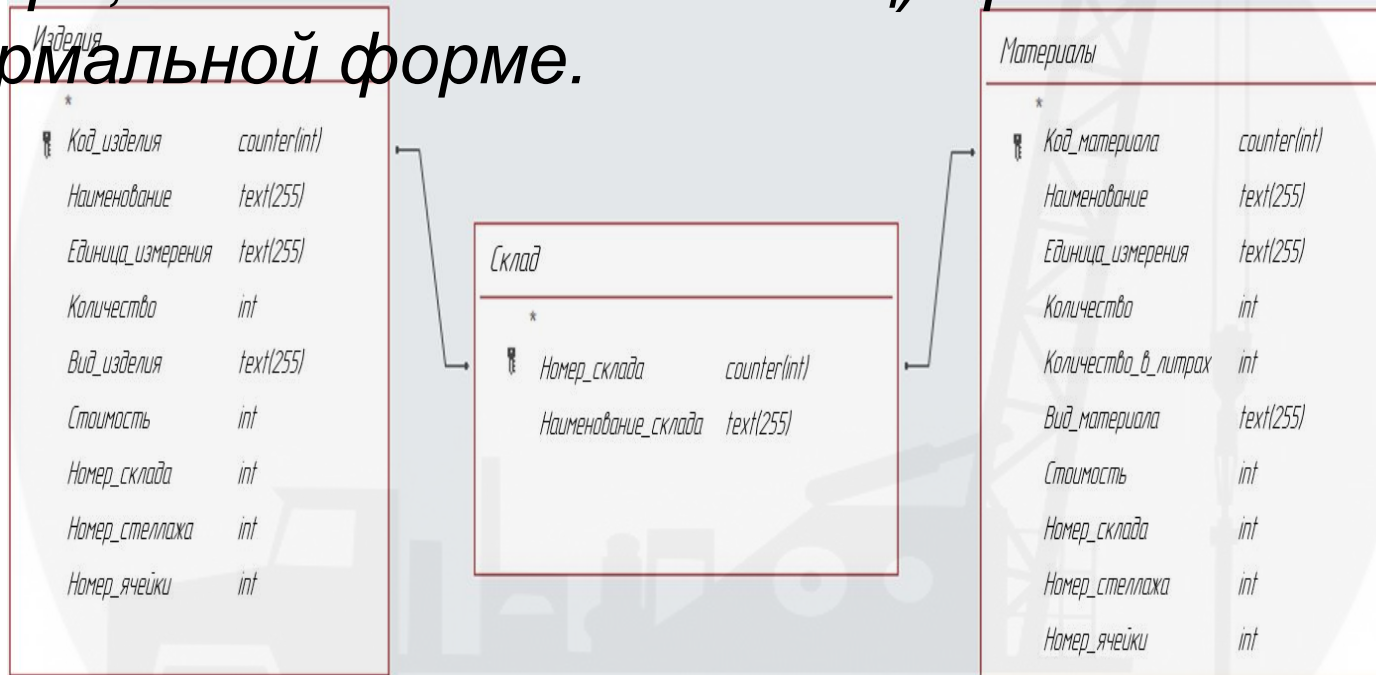 рмальной форме.
Изделия
*
Код_изделия counter(int)
Наименование text(255)
Единица_измерения text(255)
Количество int
Вид_изделия text(255)
Стоимость int
Номер_склада int
Номер_стеллажа int
Номер_ячейки int
Склад
*
Номер_склада counter(int)
Наименование_склада text(255)
Материалы
*
Код_материала counter(int)
Наименование text(255)
Единица_измерения text(255)
Количество int
Количество_в_литрах int
Вид_материала text(255)
Стоимость int
Номер_склада int
Номер_стеллажа int
Номер_ячейки int